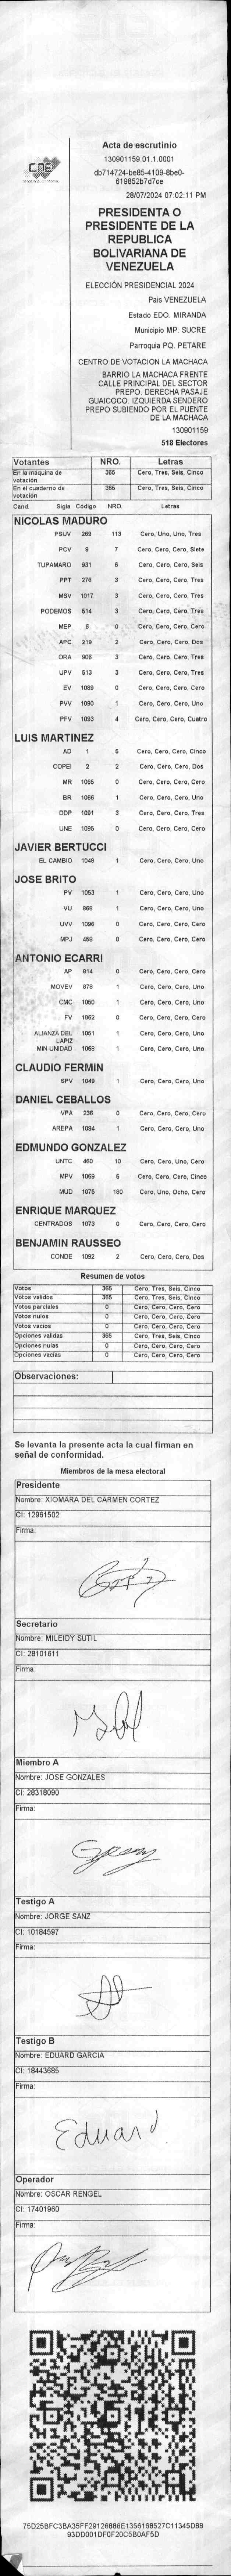 CNE
Acta de escrutinio
130901159.01.1.0001
db714724-be85-4109-8be0-
619852b7d7ce
28/07/2024 07:02:11 PM
PRESIDENTA O
PRESIDENTE DE LA
REPUBLICA
BOLIVARIANA DE
VENEZUELA
ELECCIÓN PRESIDENCIAL 2024
Pais VENEZUELA
Estado EDO. MIRANDA
Municipio MP. SUCRE
Parroquia PQ. PETARE
CENTRO DE VOTACION LA MACHACA
BARRIO LA MACHACA FRENTE
CALLE PRINCIPAL DEL SECTOR
PREPO. DERECHA PASAJE
GUAICOCO. IZQUIERDA SENDERO
PREPO SUBIENDO POR EL PUENTE
DE LA MACHACA
130901159
518 Electores
Votantes NRO. Letras
En la máquina de votación 365 Cero, Tres, Seis, Cinco
En el cuaderno de votación 365 Cero, Tres, Seis, Cinco
Cand. Sigla Código NRO. Letras
NICOLAS MADURO
PSUV 269 113 Cero, Uno, Uno, Tres
PCV 9 7 Cero, Cero, Cero, Siete
TUPAMARO 931 6 Cero, Cero, Cero, Seis
PPT 276 3 Cero, Cero, Cero, Tres
MSV 1017 3 Cero, Cero, Cero, Tres
PODEMOS 514 3 Cero, Cero, Cero, Tres
MEP 6 0 Cero, Cero, Cero, Cero
APC 219 2 Cero, Cero, Cero, Dos
ORA 906 3 Cero, Cero, Cero, Tres
UPV 513 3 Cero, Cero, Cero, Tres
EV 1089 0 Cero, Cero, Cero, Cero
PVV 1090 1 Cero, Cero, Cero, Uno
PFV 1093 4 Cero, Cero, Cero, Cuatro
LUIS MARTINEZ
AD 1 5 Cero, Cero, Cero, Cinco
COPEI 2 2 Cero, Cero, Cero, Dos
MR 1065 0 Cero, Cero, Cero, Cero
BR 1066 1 Cero, Cero, Cero, Uno
DDP 1091 3 Cero, Cero, Cero, Tres
UNE 1095 0 Cero, Cero, Cero, Cero
JAVIER BERTUCCI
EL CAMBIO 1048 1 Cero, Cero, Cero, Uno
JOSE BRITO
PV 1053 1 Cero, Cero, Cero, Uno
VU 868 1 Cero, Cero, Cero, Uno
UVV 1096 0 Cero, Cero, Cero, Cero
MPJ 458 0 Cero, Cero, Cero, Cero
ANTONIO ECARRI
AP 814 0 Cero, Cero, Cero, Cero
MOVEV 878 1 Cero, Cero, Cero, Uno
CMC 1050 1 Cero, Cero, Cero, Uno
FV 1062 0 Cero, Cero, Cero, Cero
ALIANZA DEL LAPIZ 1051 1 Cero, Cero, Cero, Uno
MIN UNIDAD 1068 1 Cero, Cero, Cero, Uno
CLAUDIO FERMIN
SPV 1049 1 Cero, Cero, Cero, Uno
DANIEL CEBALLOS
VPA 236 0 Cero, Cero, Cero, Cero
AREPA 1094 1 Cero, Cero, Cero, Uno
EDMUNDO GONZALEZ
UNTC 460 10 Cero, Cero, Uno, Cero
MPV 1069 5 Cero, Cero, Cero, Cinco
MUD 1075 180 Cero, Uno, Ocho, Cero
ENRIQUE MARQUEZ
CENTRADOS 1073 0 Cero, Cero, Cero, Cero
BENJAMIN RAUSSEO
CONDE 1092 2 Cero, Cero, Cero, Dos
Resumen de votos
Votos 365 Cero, Tres, Seis, Cinco
Votos validos 365 Cero, Tres, Seis, Cinco
Votos parciales 0 Cero, Cero, Cero, Cero
Votos nulos 0 Cero, Cero, Cero, Cero
Votos vacios 0 Cero, Cero, Cero, Cero
Opciones validas 365 Cero, Tres, Seis, Cinco
Opciones nulas 0 Cero, Cero, Cero, Cero
Opciones vacias 0 Cero, Cero, Cero, Cero
Observaciones:
Se levanta la presente acta la cual firman en
señal de conformidad.
Miembros de la mesa electoral
Presidente
Nombre: XIOMARA DEL CARMEN CORTEZ
CI: 12961502
Firma:
Secretario
Nombre: MILEIDY SUTIL
CI: 28101611
Firma:
Miembro A
Nombre: JOSE GONZALES
CI: 28318090
Firma:
Testigo A
Nombre: JORGE SANZ
CI: 10184597
Firma:
Testigo B
Nombre: EDUARD GARCIA
CI: 18443685
Firma:
Eduard
Operador
Nombre: OSCAR RENGEL
CI: 17401960
Firma:
75D25BFC3BA35FF29126886E1356168527C11345D88
93DD001DF0F20C5B0AF5D